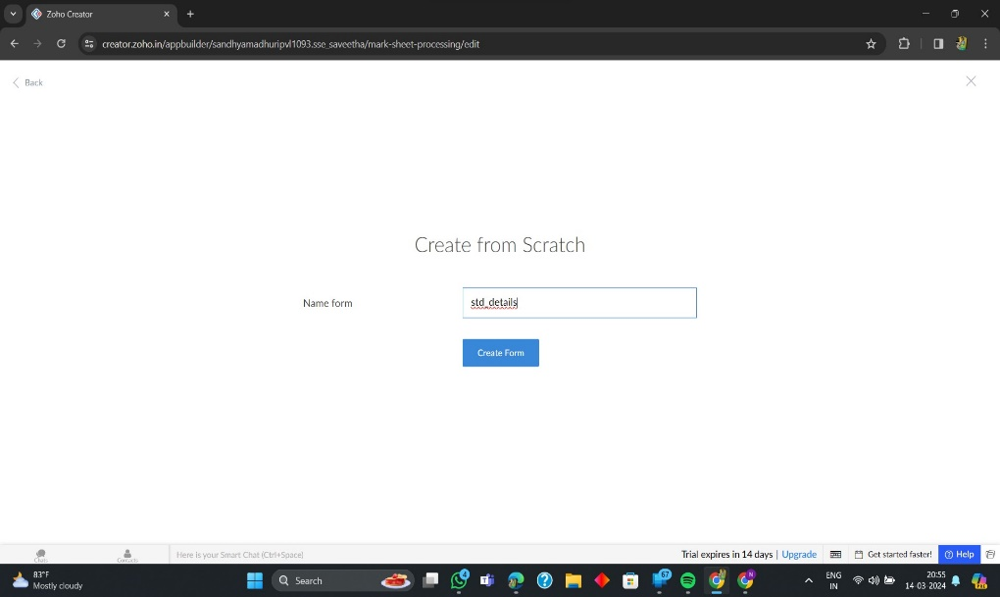 Zoho Creator
creator.zoho.in/appbuilder/sandhyamadhuripvl1093.sse_saveetha/mark-sheet-processing/edit
Back
Create from Scratch
Name form
std_details
Create Form
Chats
Contacts
Here is your Smart Chat (Ctrl+Space)
Trial expires in 14 days | Upgrade
Get started faster!
Help
83°F
Mostly cloudy
Search
4
67
N
ENG
IN
20:55
14-03-2024